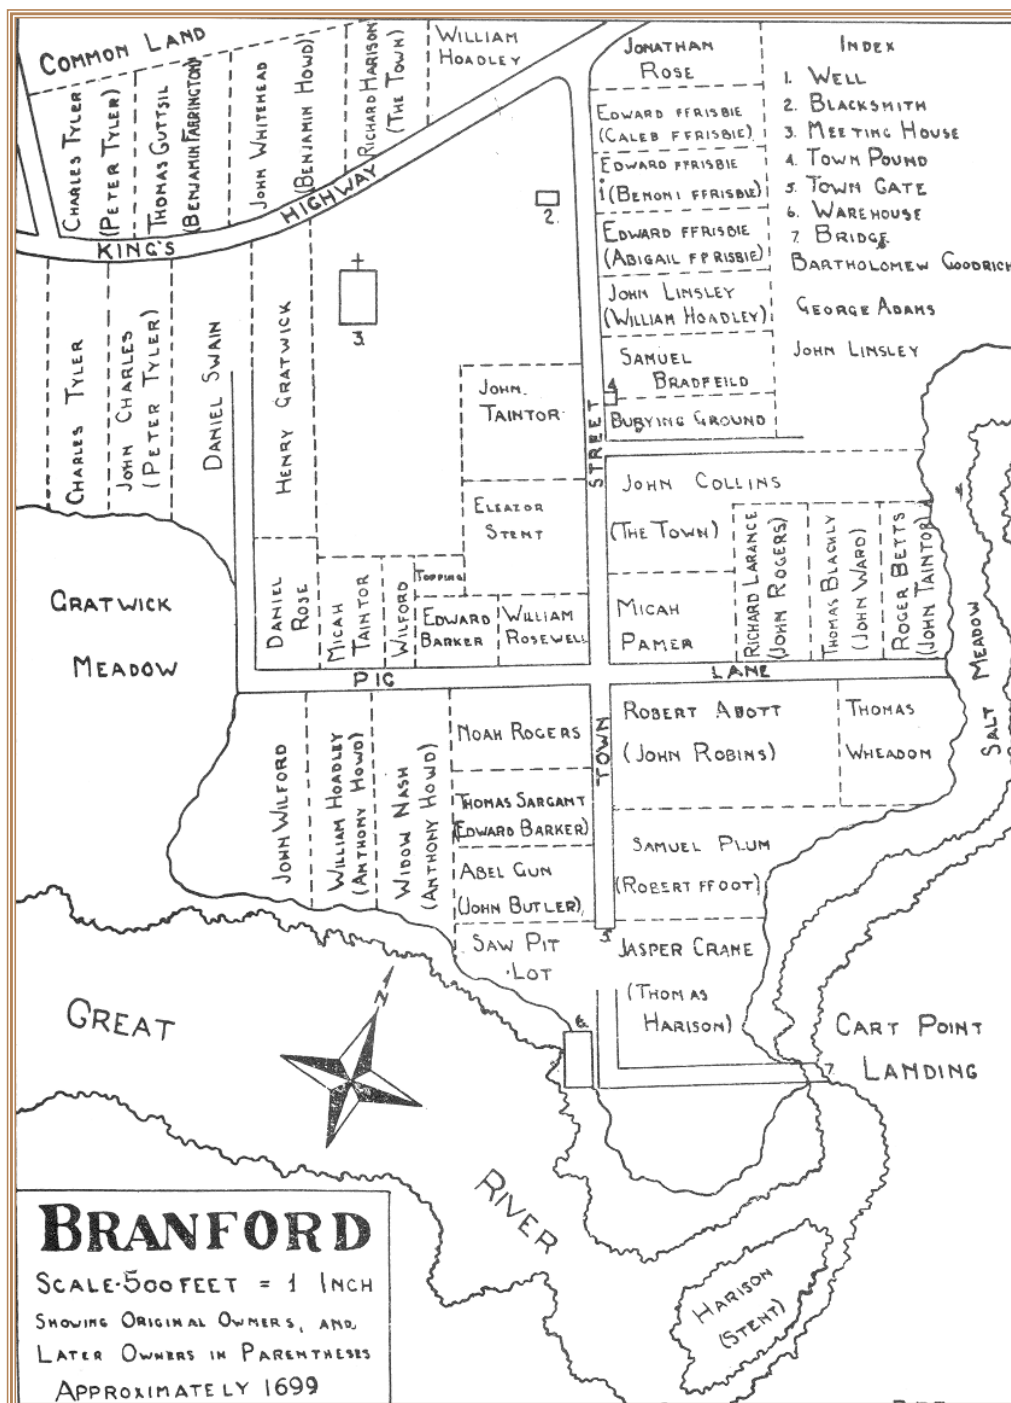 COMMON LAND
CHARLES TYLER
(PETER TYLER)
THOMAS GUTTSIL
(BENJAMIN FARRINGTON)
JOHN WHITEHEAD
(BENJAMIN HOWD)
RICHARD HARISON
(THE TOWN)
WILLIAM
HOADLEY
KING'S HIGHWAY
JONATHAN
ROSE
EDWARD FFRISBIE
(CALEB FFRISBIE)
EDWARD FFRISBIE
(BENONI FFRISBIE)
EDWARD FFRISBIE
(ABIGAIL FFRISBIE)
JOHN LINSLEY
(WILLIAM HOADLEY)
SAMUEL
BRADFEILD
4
BURYING GROUND
INDEX
1. WELL
2. BLACKSMITH
3. MEETING HOUSE
4. TOWN POUND
5. TOWN GATE
6. WAREHOUSE
7. BRIDGE
BARTHOLOMEW GOODRICH
GEORGE ADAMS
JOHN LINSLEY
2.
3.
CHARLES TYLER
JOHN CHARLES
(PETER TYLER)
DANIEL SWAIN
HENRY GRATWICK
JOHN
TAINTOR
ELEAZOR
STENT
STREET
JOHN COLLINS
(THE TOWN)
MICAH
PAMER
RICHARD LARANCE
(JOHN ROGERS)
THOMAS BLACHLY
(JOHN WARD)
ROGER BETTS
(JOHN TAINTOR)
SALT MEADOW
GRATWICK
MEADOW
DANIEL
ROSE
MICAH
TAINTOR
WILFORD
TOPPING
EDWARD
BARKER
WILLIAM
ROSEWELL
PIG LANE
JOHN WILFORD
WILLIAM HOADLEY
(ANTHONY HOWD)
WIDOW NASH
(ANTHONY HOWD)
NOAH ROGERS
THOMAS SARGANT
(EDWARD BARKER)
ABEL GUN
(JOHN BUTLER)
TOWN
ROBERT ABOTT
(JOHN ROBINS)
THOMAS
WHEADOM
SAMUEL PLUM
(ROBERT FFOOT)
5
SAW PIT
LOT
JASPER CRANE
(THOMAS
HARISON)
CART POINT
LANDING
6
7
GREAT
RIVER
N
HARISON
(STENT)
BRANFORD
SCALE-500 FEET = 1 INCH
SHOWING ORIGINAL OWNERS, AND
LATER OWNERS IN PARENTHESES
APPROXIMATELY 1699